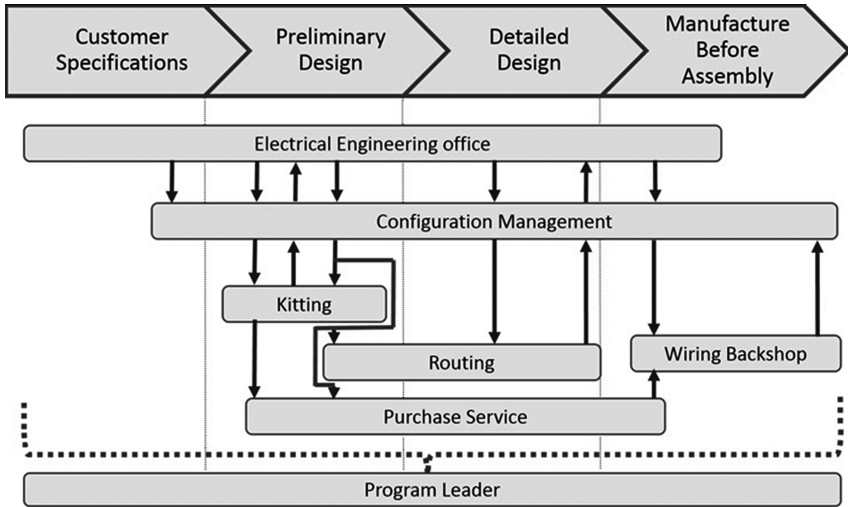 Customer
Specifications
Preliminary
Design
Detailed
Design
Manufacture
Before
Assembly
Electrical Engineering office
Configuration Management
Kitting
Routing
Wiring Backshop
Purchase Service
Program Leader